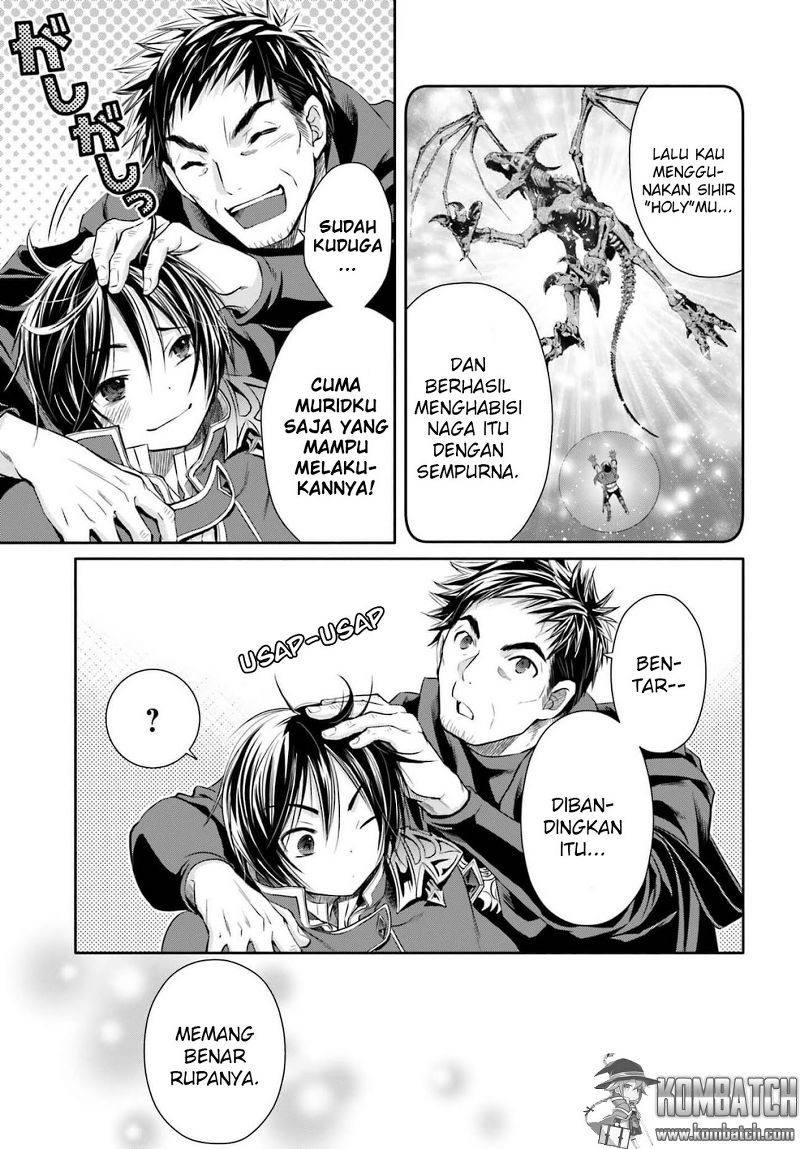 LALU KAU
MENGGU-
NAKAN SIHIR
"HOLY"MU...
DAN
BERHASIL
MENGHABISI
NAGA ITU
DENGAN
SEMPURNA.
がしがしっ
SUDAH
KUDUGA
...
CUMA
MURIDKU
SAJA YANG
MAMPU
MELAKU-
KANNYA!
BEN-
TAR--
USAP-USAP
DIBAN-
DINGKAN
ITU...
?
MEMANG
BENAR
RUPANYA.
KOMBATCH
www.kombatch.com